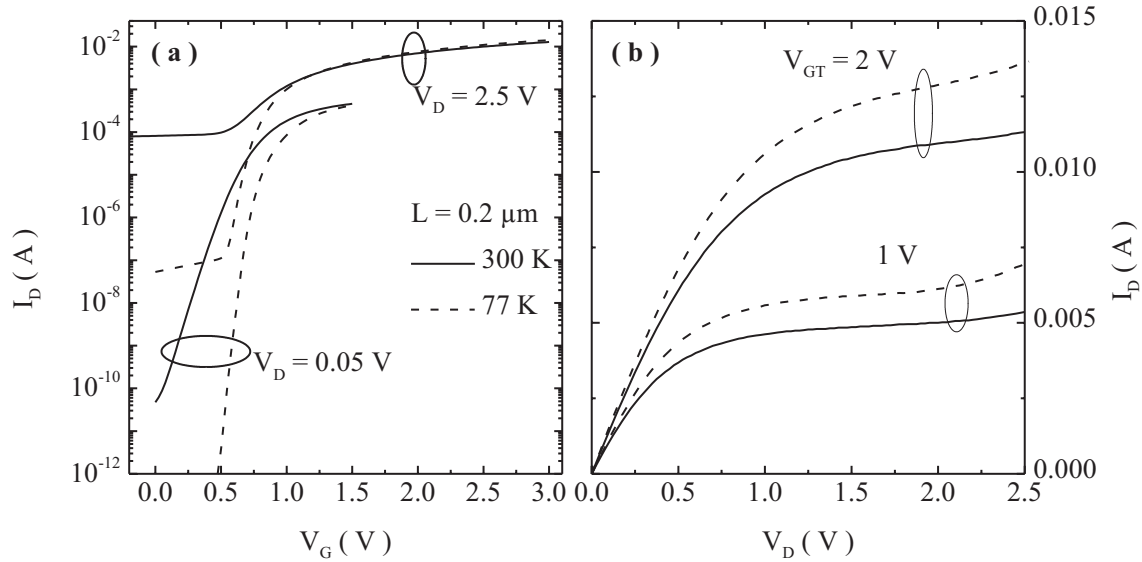 ( a )
V_D = 2.5 V
L = 0.2 μm
300 K
77 K
V_D = 0.05 V
10^-2
10^-4
10^-6
10^-8
10^-10
10^-12
I_D ( A )
0.0 0.5 1.0 1.5 2.0 2.5 3.0
V_G ( V )
( b )
V_GT = 2 V
1 V
0.015
0.010
0.005
0.000
I_D ( A )
0.0 0.5 1.0 1.5 2.0 2.5
V_D ( V )